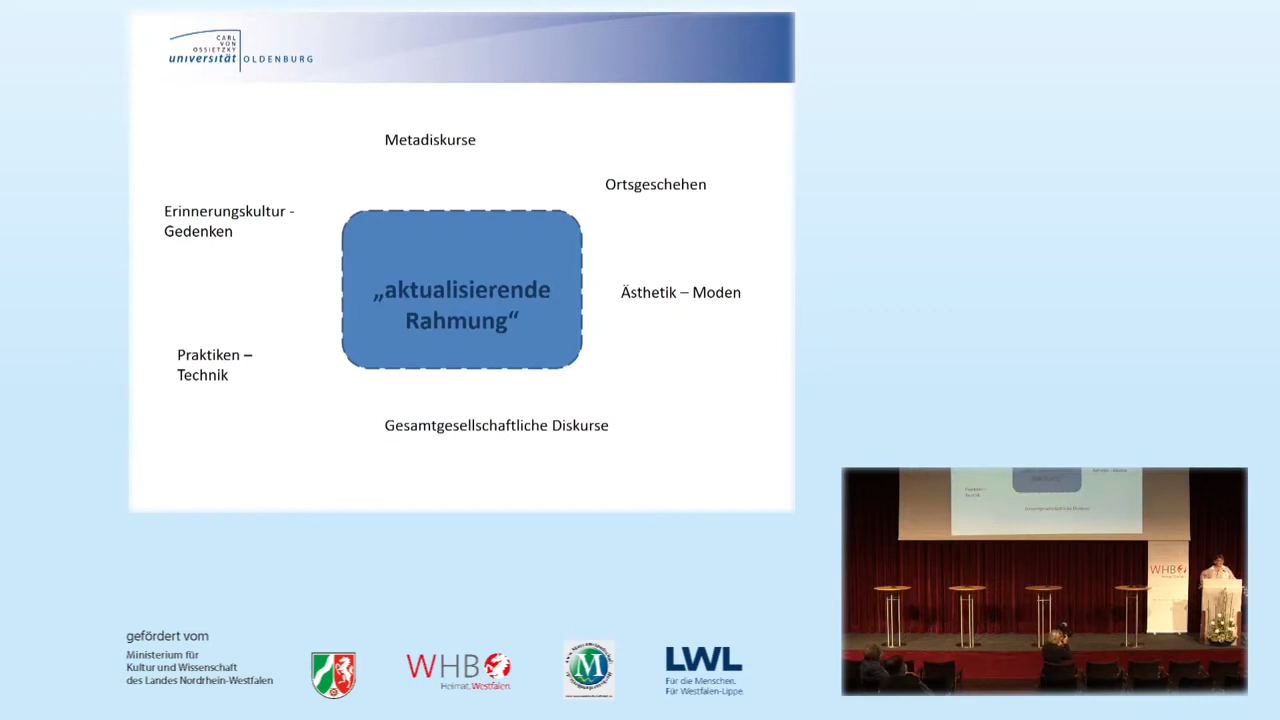 CARL
VON
OSSIETZKY
universität OLDENBURG
Metadiskurse
Ortsgeschehen
Erinnerungskultur -
Gedenken
„aktualisierende
Rahmung“
Ästhetik – Moden
Praktiken –
Technik
Gesamtgesellschaftliche Diskurse
WHB
gefördert vom
Ministerium für
Kultur und Wissenschaft
des Landes Nordrhein-Westfalen
WHB
Heimat. Westfalen.
M
LWL
Für die Menschen.
Für Westfalen-Lippe.